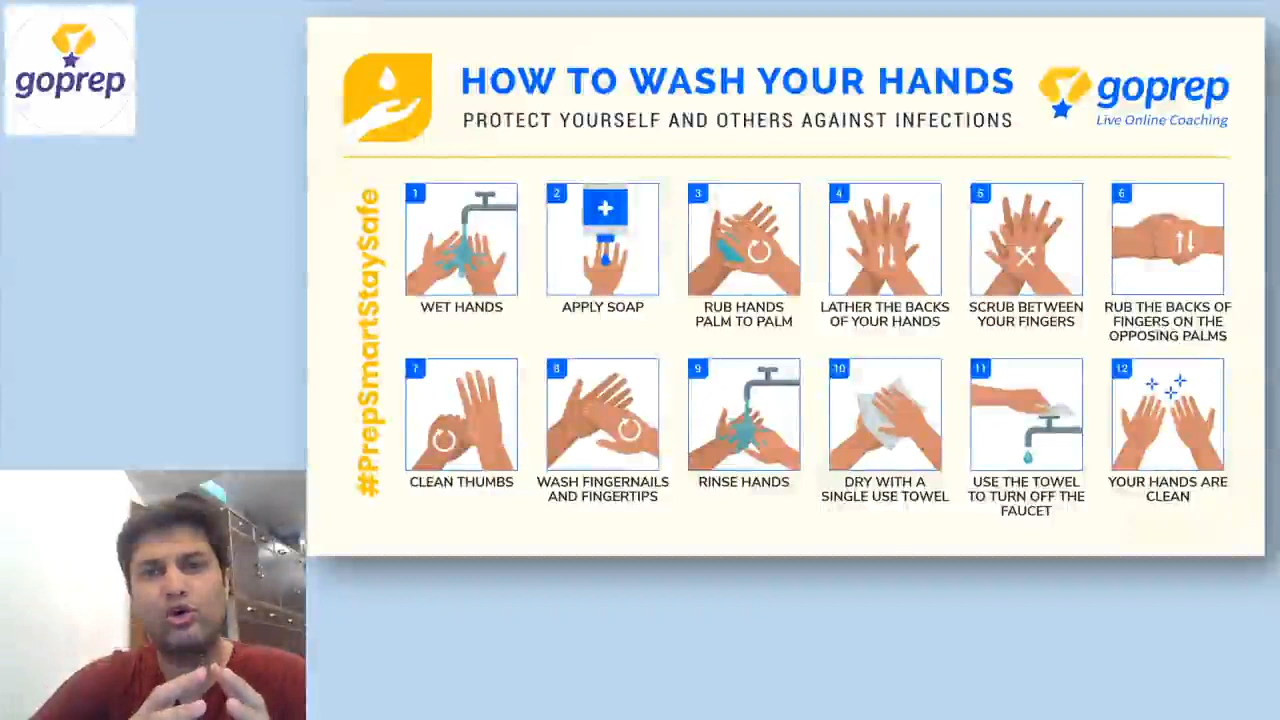 goprep
HOW TO WASH YOUR HANDS
PROTECT YOURSELF AND OTHERS AGAINST INFECTIONS
goprep
Live Online Coaching
#PrepSmartStaySafe
1
WET HANDS
2
APPLY SOAP
3
RUB HANDS
PALM TO PALM
4
LATHER THE BACKS
OF YOUR HANDS
5
SCRUB BETWEEN
YOUR FINGERS
6
RUB THE BACKS OF
FINGERS ON THE
OPPOSING PALMS
7
CLEAN THUMBS
8
WASH FINGERNAILS
AND FINGERTIPS
9
RINSE HANDS
10
DRY WITH A
SINGLE USE TOWEL
11
USE THE TOWEL
TO TURN OFF THE
FAUCET
12
YOUR HANDS ARE
CLEAN